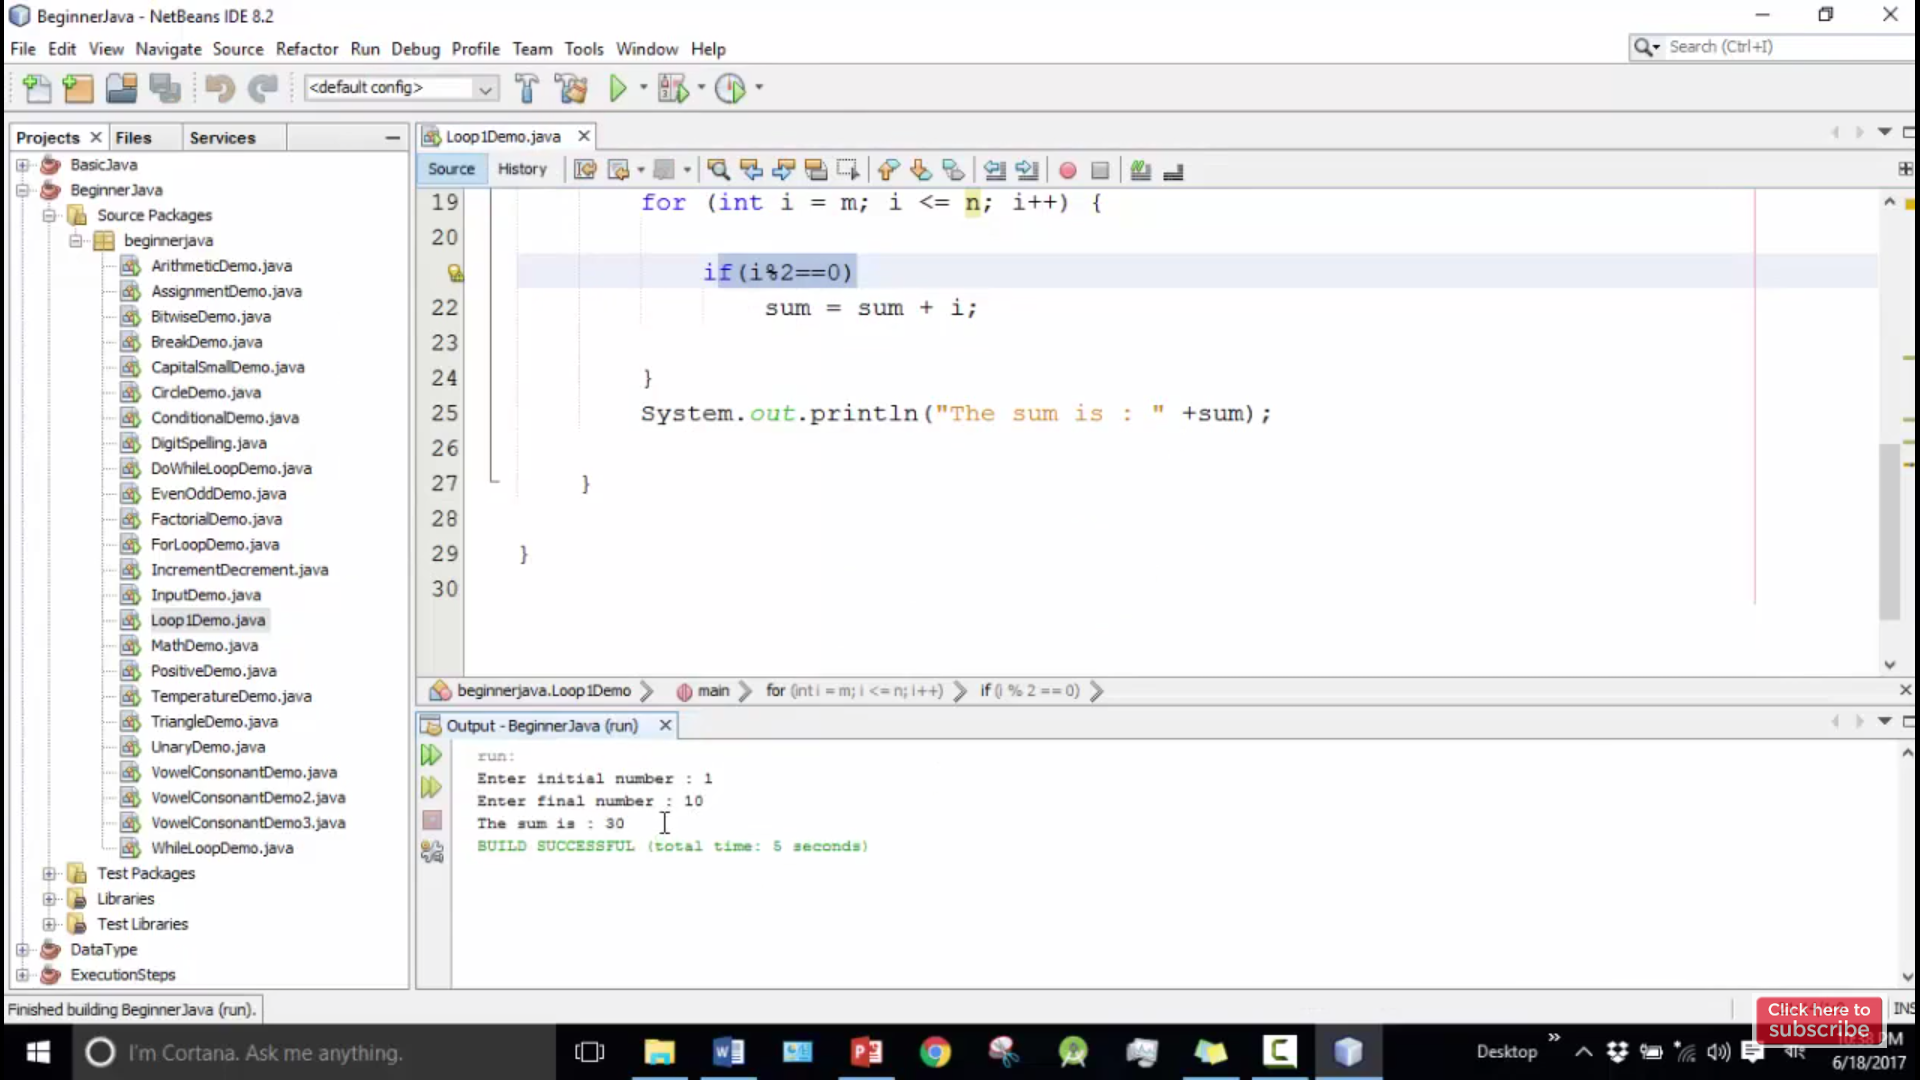 BeginnerJava - NetBeans IDE 8.2
File Edit View Navigate Source Refactor Run Debug Profile Team Tools Window Help
Search (Ctrl+I)
<default config>
Projects Files Services
Loop1Demo.java
Source History
BasicJava
BeginnerJava
Source Packages
beginnerjava
ArithmeticDemo.java
AssignmentDemo.java
BitwiseDemo.java
BreakDemo.java
CapitalSmallDemo.java
CircleDemo.java
ConditionalDemo.java
DigitSpelling.java
DoWhileLoopDemo.java
EvenOddDemo.java
FactorialDemo.java
ForLoopDemo.java
IncrementDecrement.java
InputDemo.java
Loop1Demo.java
MathDemo.java
PositiveDemo.java
TemperatureDemo.java
TriangleDemo.java
UnaryDemo.java
VowelConsonantDemo.java
VowelConsonantDemo2.java
VowelConsonantDemo3.java
WhileLoopDemo.java
Test Packages
Libraries
Test Libraries
DataType
ExecutionSteps
19 for (int i = m; i <= n; i++) {
20
if(i%2==0)
22 sum = sum + i;
23
24 }
25 System.out.println("The sum is : " +sum);
26
27 }
28
29 }
30
beginnerjava.Loop1Demo main for (int i = m; i <= n; i++) if (i % 2 == 0)
Output - BeginnerJava (run)
run:
Enter initial number : 1
Enter final number : 10
The sum is : 30
BUILD SUCCESSFUL (total time: 5 seconds)
Finished building BeginnerJava (run).
INS
Click here to
subscribe
I'm Cortana. Ask me anything.
Desktop
বাং
PM
6/18/2017